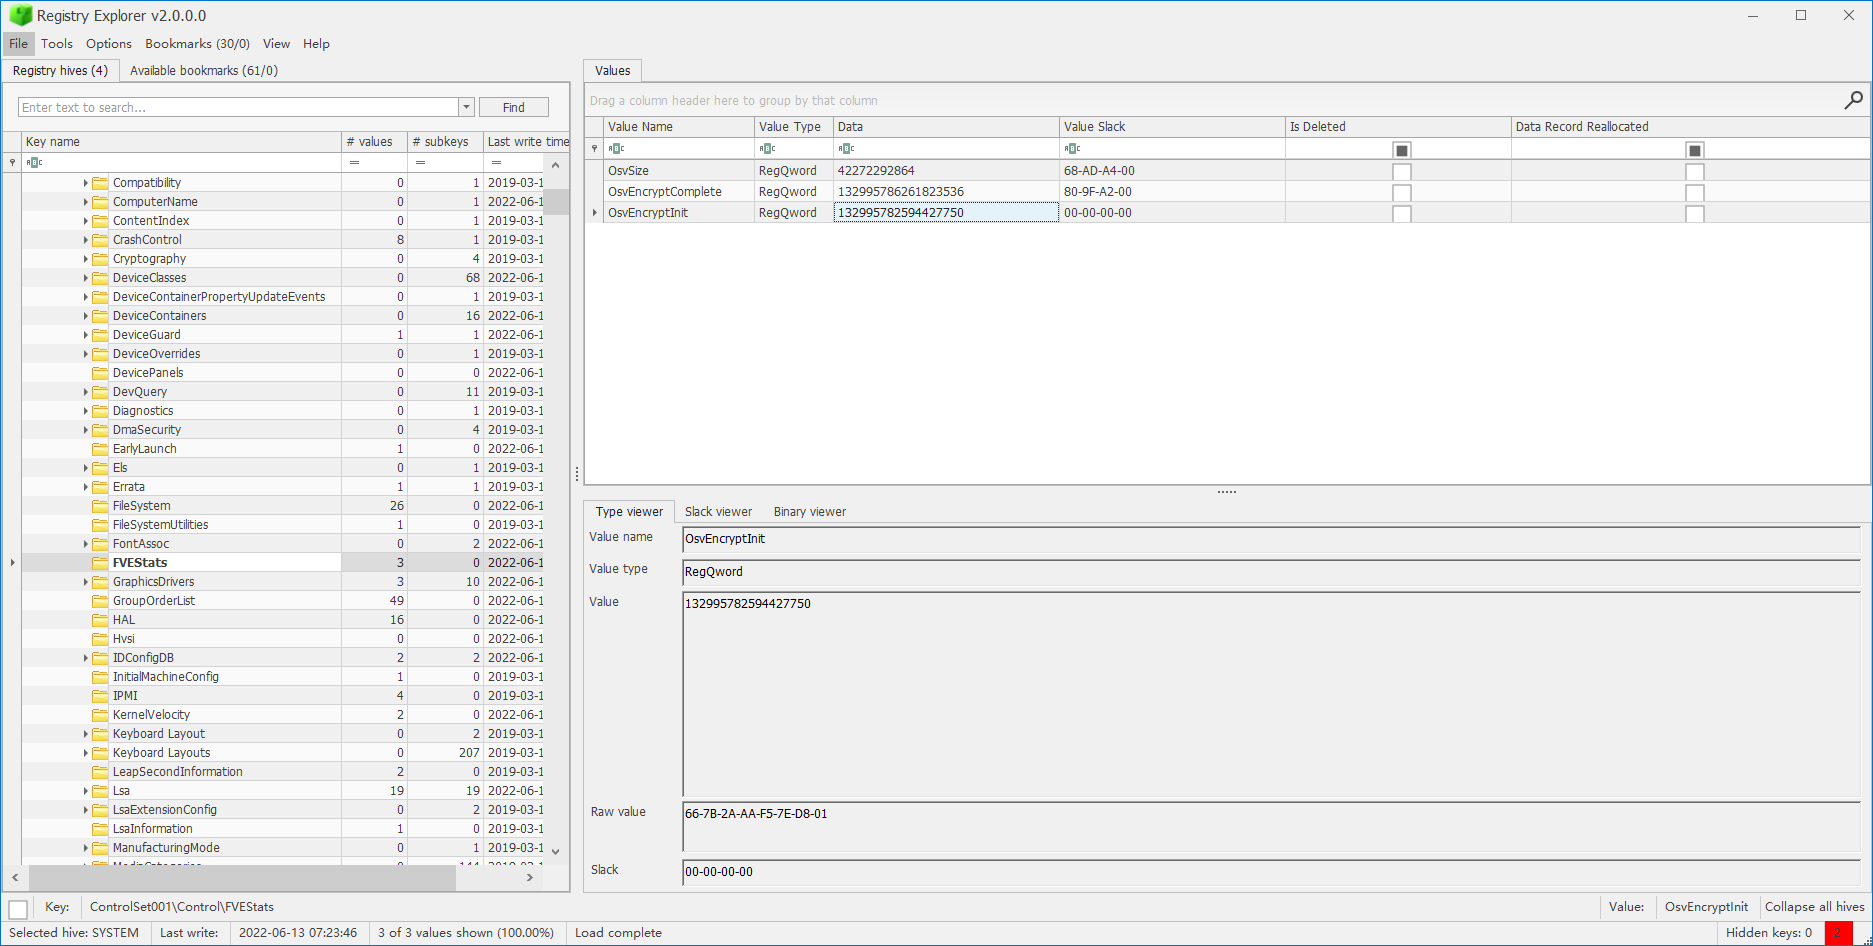 Registry Explorer v2.0.0.0
File Tools Options Bookmarks (30/0) View Help
Registry hives (4) Available bookmarks (61/0)
Enter text to search... Find
Key name # values # subkeys Last write time
= = =
Compatibility 0 1 2019-03-1
ComputerName 0 1 2022-06-1
ContentIndex 0 1 2019-03-1
CrashControl 8 1 2019-03-1
Cryptography 0 4 2019-03-1
DeviceClasses 0 68 2022-06-1
DeviceContainerPropertyUpdateEvents 0 1 2019-03-1
DeviceContainers 0 16 2022-06-1
DeviceGuard 1 1 2022-06-1
DeviceOverrides 0 1 2019-03-1
DevicePanels 0 0 2022-06-1
DevQuery 0 11 2019-03-1
Diagnostics 0 1 2019-03-1
DmaSecurity 0 4 2019-03-1
EarlyLaunch 1 0 2022-06-1
Els 0 1 2019-03-1
Errata 1 1 2019-03-1
FileSystem 26 0 2022-06-1
FileSystemUtilities 1 0 2019-03-1
FontAssoc 0 2 2022-06-1
FVEStats 3 0 2022-06-1
GraphicsDrivers 3 10 2022-06-1
GroupOrderList 49 0 2022-06-1
HAL 16 0 2022-06-1
Hvsi 0 0 2022-06-1
IDConfigDB 2 2 2022-06-1
InitialMachineConfig 1 0 2019-03-1
IPMI 4 0 2019-03-1
KernelVelocity 2 0 2022-06-1
Keyboard Layout 0 2 2022-06-1
Keyboard Layouts 0 207 2019-03-1
LeapSecondInformation 2 0 2019-03-1
Lsa 19 19 2022-06-1
LsaExtensionConfig 0 2 2019-03-1
LsaInformation 1 0 2019-03-1
ManufacturingMode 0 1 2019-03-1
MediaCategories 0 144 2019-03-1
Values
Drag a column header here to group by that column
Value Name Value Type Data Value Slack Is Deleted Data Record Reallocated
OsvSize RegQword 42272292864 68-AD-A4-00
OsvEncryptComplete RegQword 132995786261823536 80-9F-A2-00
OsvEncryptInit RegQword 132995782594427750 00-00-00-00
Type viewer Slack viewer Binary viewer
Value name OsvEncryptInit
Value type RegQword
Value 132995782594427750
Raw value 66-7B-2A-AA-F5-7E-D8-01
Slack 00-00-00-00
Key: ControlSet001\Control\FVEStats Value: OsvEncryptInit Collapse all hives
Selected hive: SYSTEM Last write: 2022-06-13 07:23:46 3 of 3 values shown (100.00%) Load complete Hidden keys: 0 2